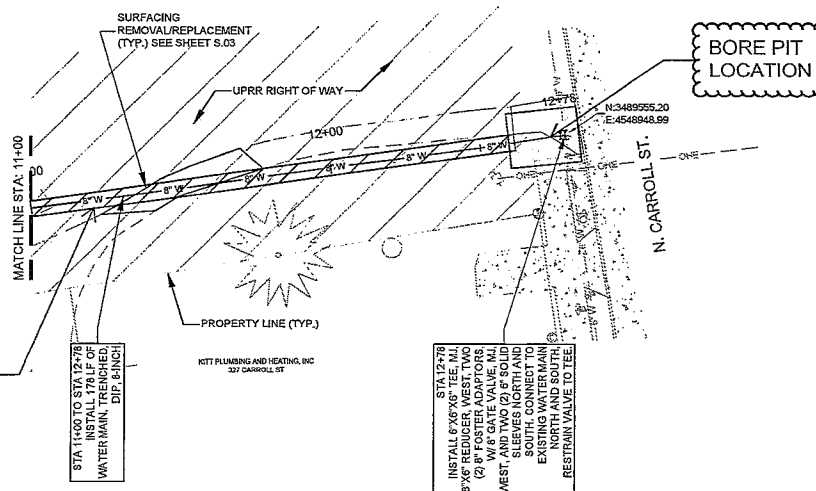 SURFACING
REMOVAL/REPLACEMENT
(TYP.) SEE SHEET S.03
UPRR RIGHT OF WAY
BORE PIT
LOCATION
12+78
N:3489555.20
E:4548948.99
12+00
MATCH LINE STA: 11+00
00
8" W
8" W
8" W
8" W
8" W
8" W
OHE
OHE
N. CARROLL ST.
PROPERTY LINE (TYP.)
KITT PLUMBING AND HEATING, INC
327 CARROLL ST
STA 11+00 TO STA 12+78
INSTALL 178 LF OF
WATER MAIN, TRENCHED,
DIP, 8-INCH
STA 12+78
INSTALL 6"X6"X6" TEE, MJ,
8"X6" REDUCER, WEST, TWO
(2) 8" FOSTER ADAPTORS,
W/ 8" GATE VALVE, MJ
WEST, AND TWO (2) 6" SOLID
SLEEVES NORTH AND
SOUTH. CONNECT TO
EXISTING WATER MAIN
NORTH AND SOUTH,
RESTRAIN VALVE TO TEE.